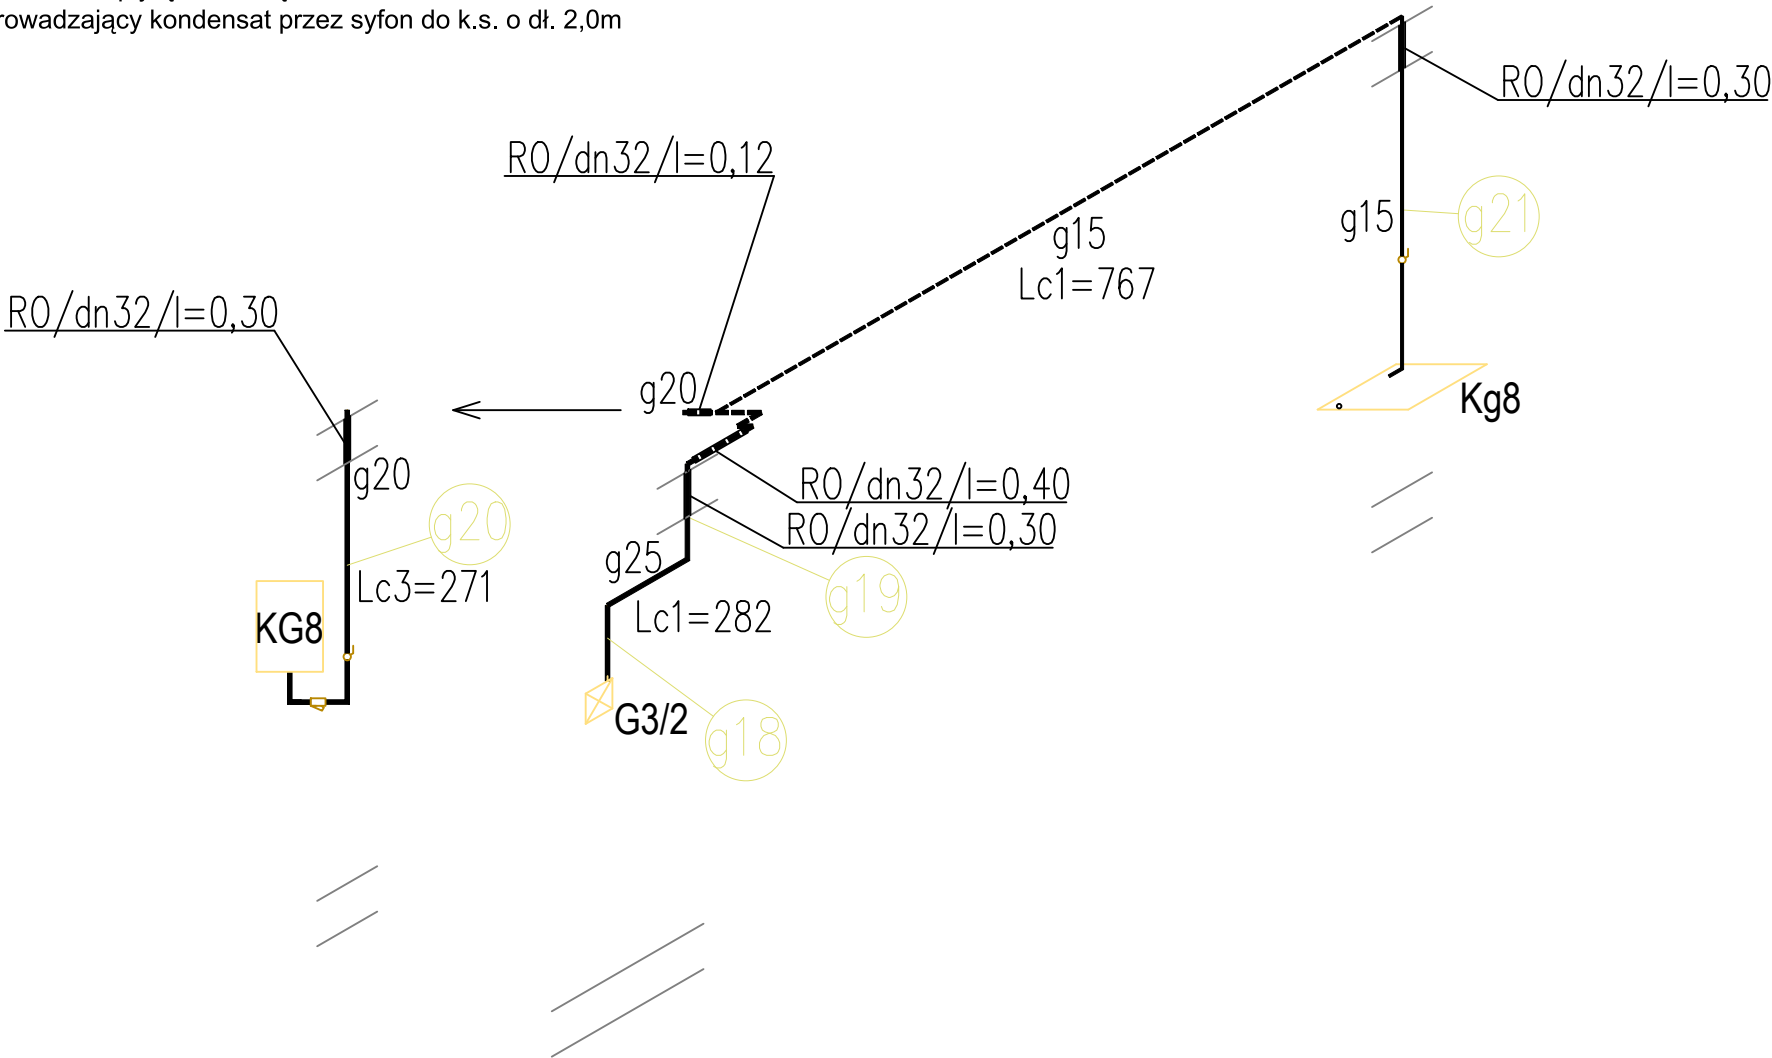 rowadzający kondensat przez syfon do k.s. o dł. 2,0m
RO/dn32/l=0,30
RO/dn32/l=0,12
g15
g21
g15
Lc1=767
RO/dn32/l=0,30
g20
Kg8
g20
RO/dn32/l=0,40
g20
RO/dn32/l=0,30
g25
Lc3=271
g19
Lc1=282
KG8
G3/2
g18